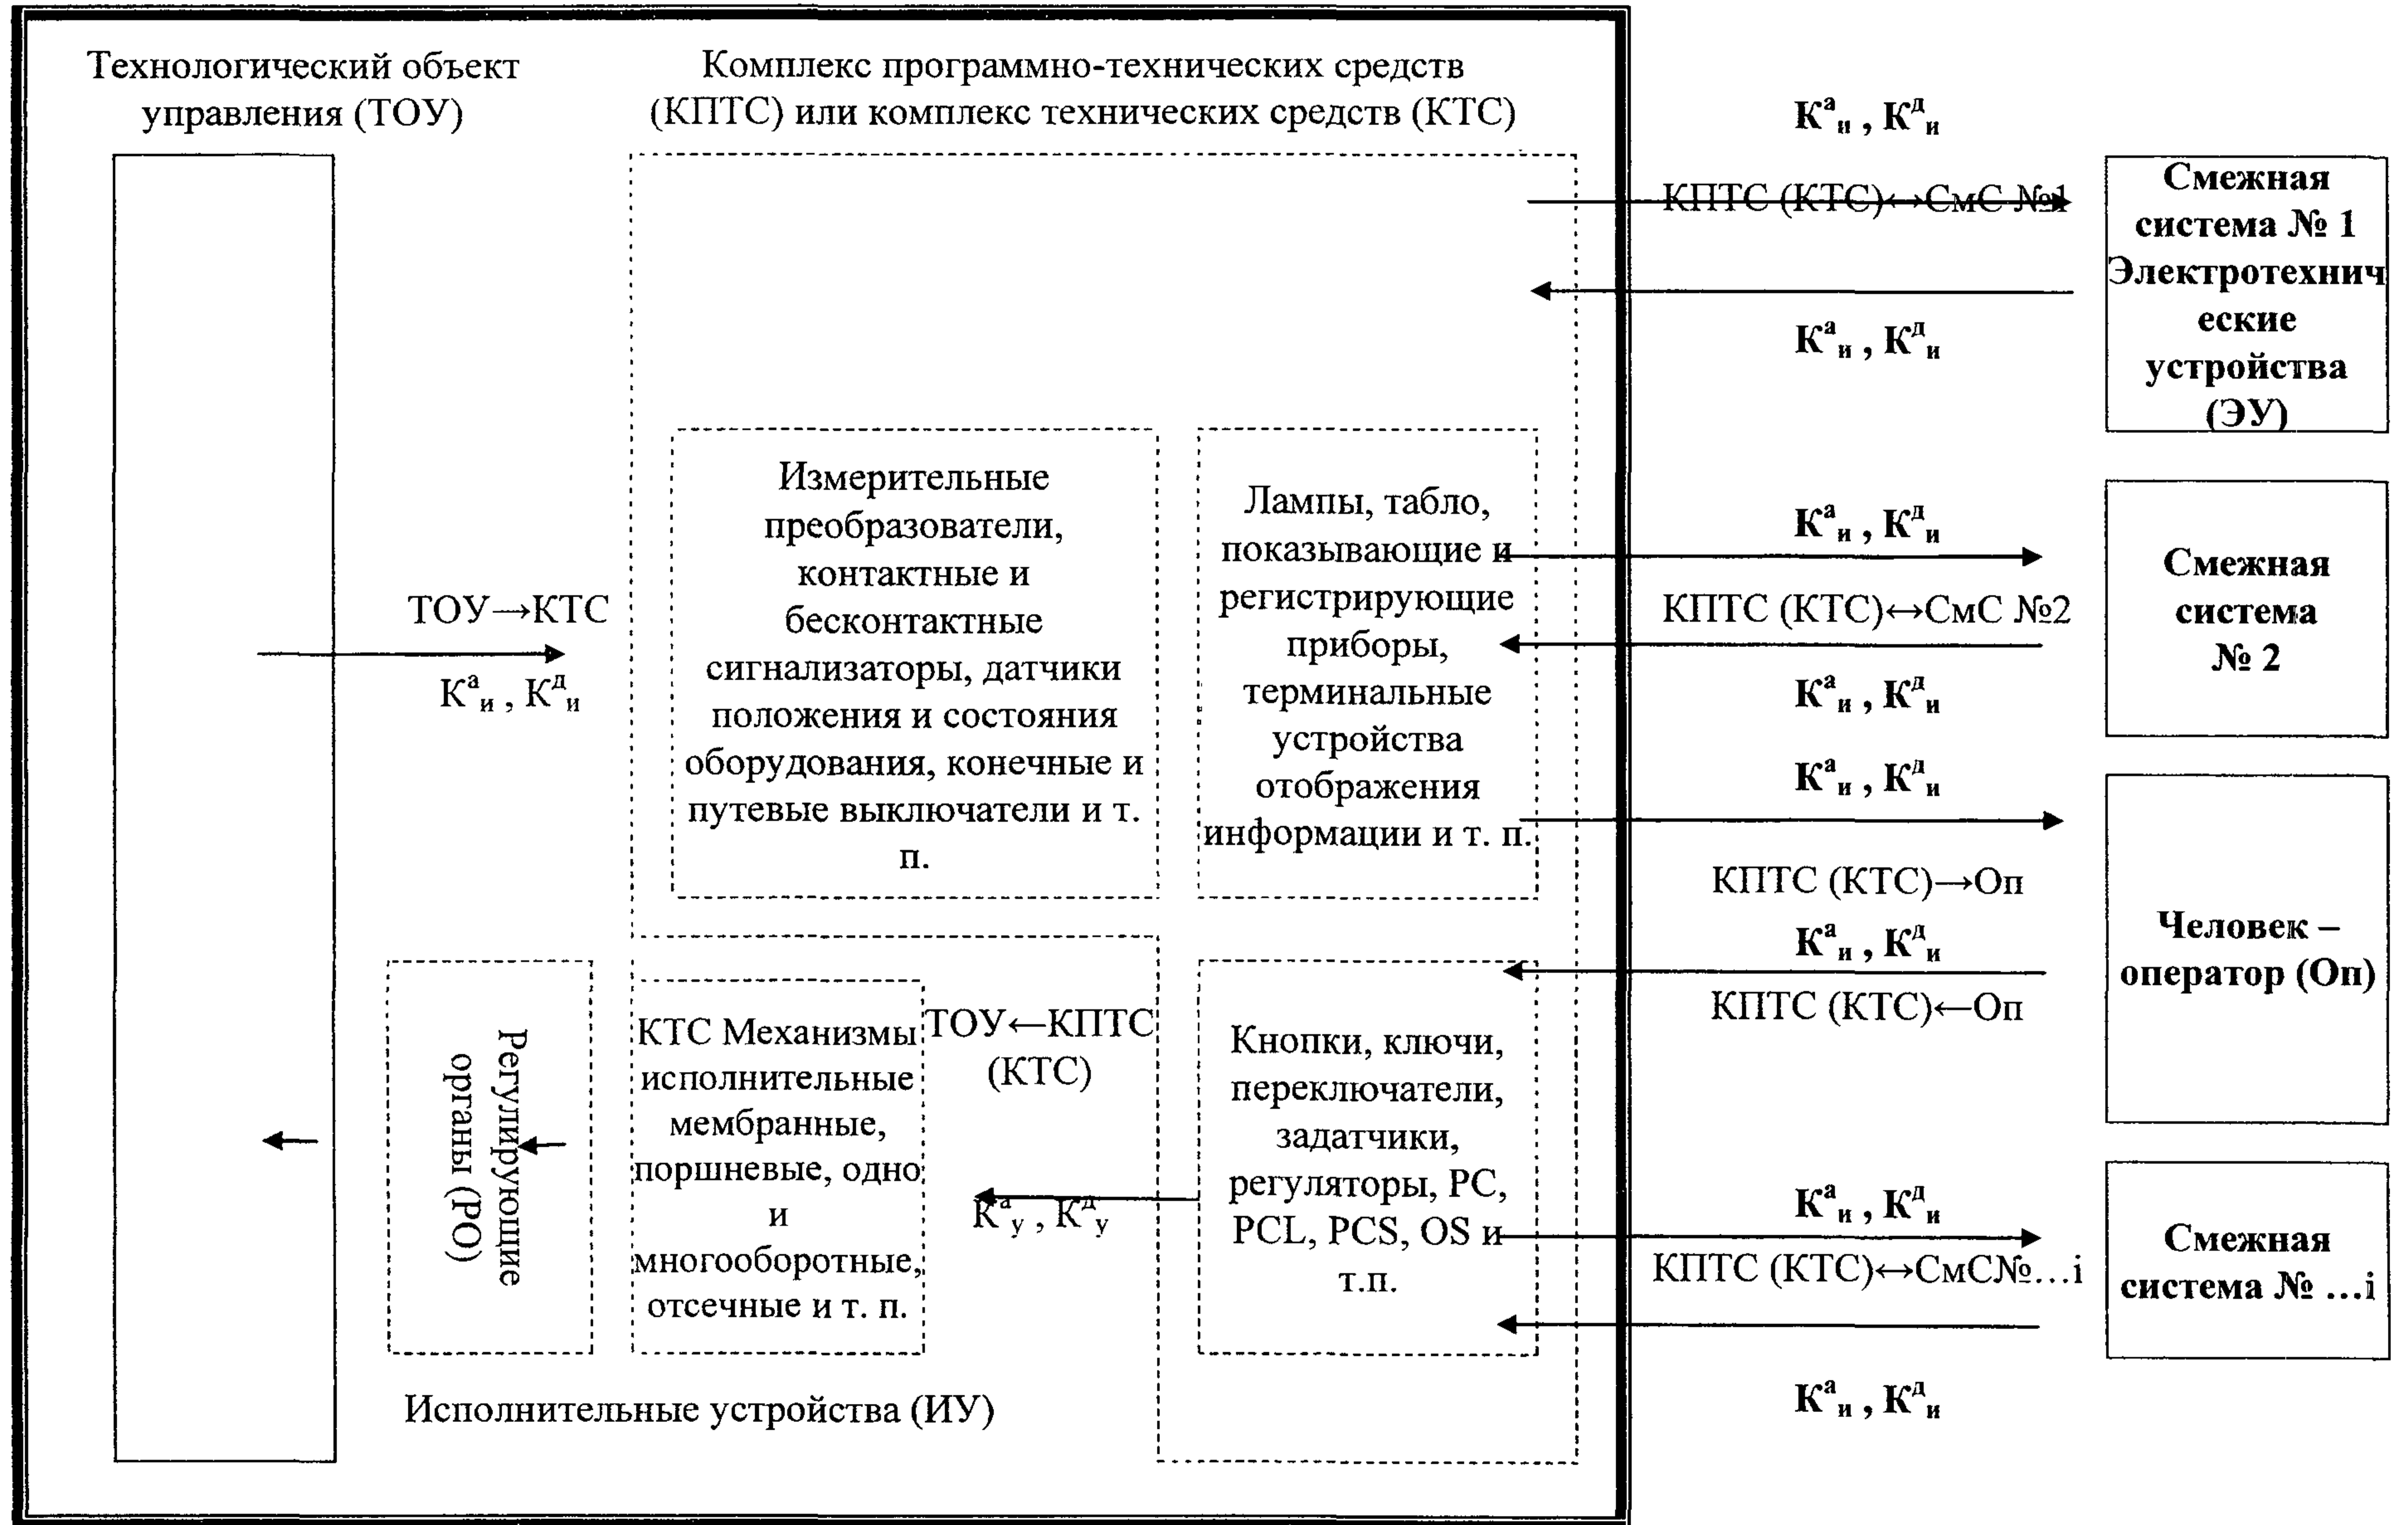 Технологический объект
управления (ТОУ)
Комплекс программно-технических средств
(КПТС) или комплекс технических средств (КТС)
ТОУ→КТС
Кᵃи , Кᵈи
Измерительные
преобразователи,
контактные и
бесконтактные
сигнализаторы, датчики
положения и состояния
оборудования, конечные и
путевые выключатели и т.
п.
Лампы, табло,
показывающие и
регистрирующие
приборы,
терминальные
устройства
отображения
информации и т. п.
Регулирующие
органы (РО)
КТС Механизмы
исполнительные
мембранные,
поршневые, одно
и
многооборотные,
отсечные и т. п.
ТОУ←КПТС
(КТС)
Кᵃу , Кᵈу
Кнопки, ключи,
переключатели,
задатчики,
регуляторы, PC,
PCL, PCS, OS и
т.п.
Исполнительные устройства (ИУ)
Кᵃи , Кᵈи
КПТС (КТС)↔СмС №1
Кᵃи , Кᵈи
Смежная
система № 1
Электротехнич
еские
устройства
(ЭУ)
Кᵃи , Кᵈи
КПТС (КТС)↔СмС №2
Кᵃи , Кᵈи
Смежная
система
№ 2
Кᵃи , Кᵈи
КПТС (КТС)→Оп
Кᵃи , Кᵈи
КПТС (КТС)←Оп
Человек –
оператор (Оп)
Кᵃи , Кᵈи
КПТС (КТС)↔СмС№…i
Кᵃи , Кᵈи
Смежная
система № …i